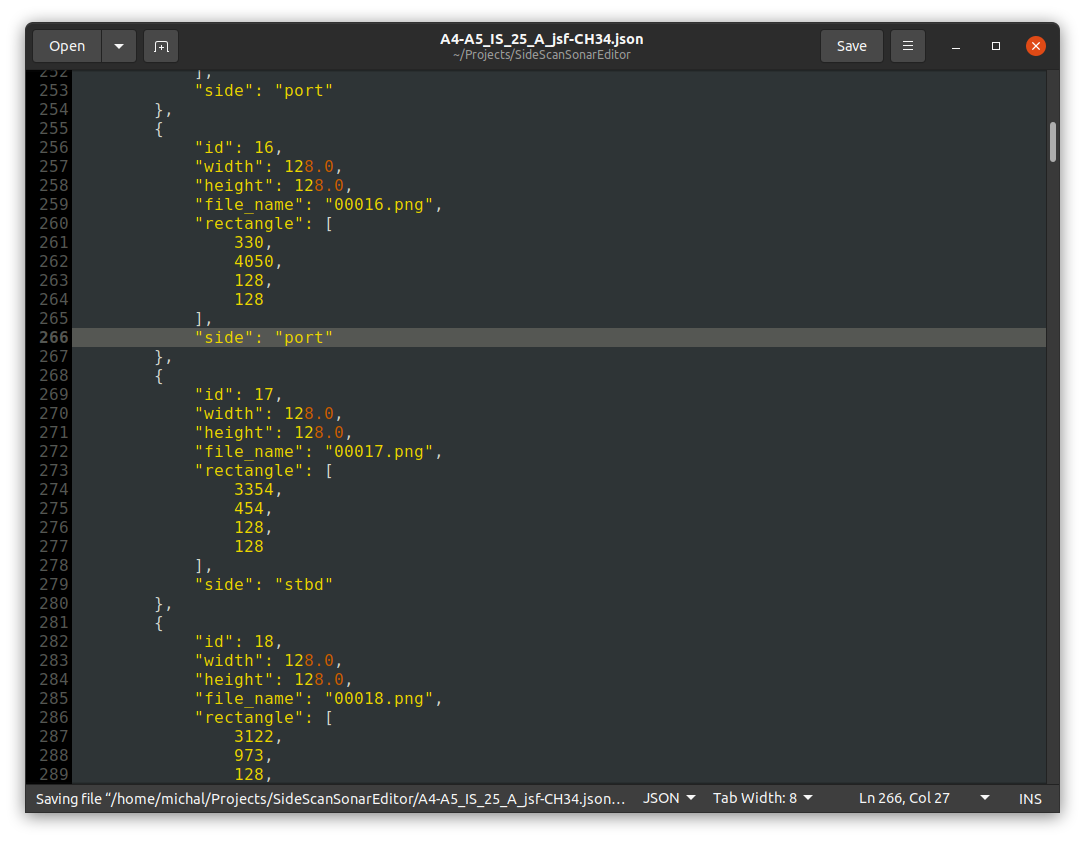 Open
A4-A5_IS_25_A_jsf-CH34.json
~/Projects/SideScanSonarEditor
Save
252 ],
253 "side": "port"
254 },
255 {
256 "id": 16,
257 "width": 128.0,
258 "height": 128.0,
259 "file_name": "00016.png",
260 "rectangle": [
261 330,
262 4050,
263 128,
264 128
265 ],
266 "side": "port"
267 },
268 {
269 "id": 17,
270 "width": 128.0,
271 "height": 128.0,
272 "file_name": "00017.png",
273 "rectangle": [
274 3354,
275 454,
276 128,
277 128
278 ],
279 "side": "stbd"
280 },
281 {
282 "id": 18,
283 "width": 128.0,
284 "height": 128.0,
285 "file_name": "00018.png",
286 "rectangle": [
287 3122,
288 973,
289 128,
Saving file “/home/michal/Projects/SideScanSonarEditor/A4-A5_IS_25_A_jsf-CH34.json… JSON Tab Width: 8 Ln 266, Col 27 INS